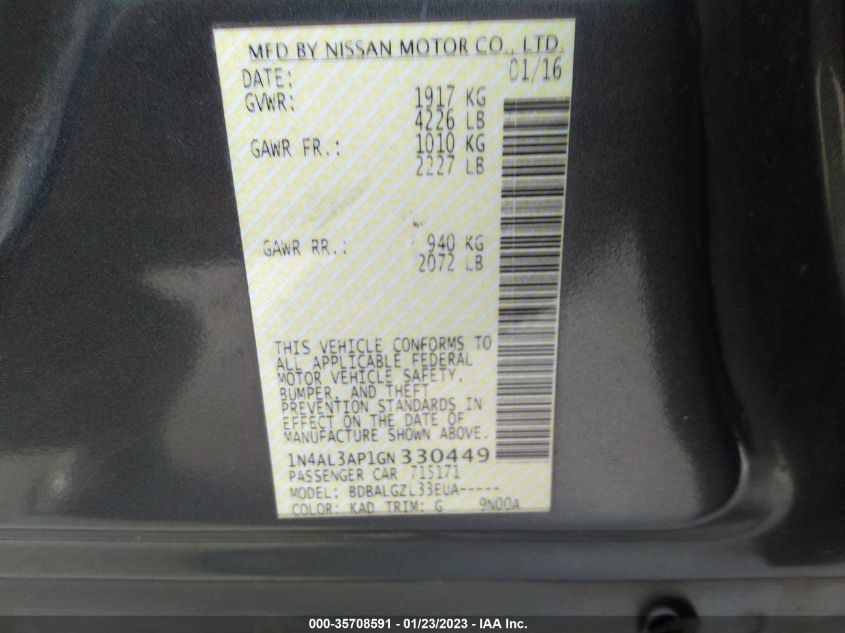 MFD BY NISSAN MOTOR CO., LTD.
DATE: 01/16
GVWR: 1917 KG
4226 LB
GAWR FR.: 1010 KG
2227 LB
GAWR RR.: 940 KG
2072 LB
THIS VEHICLE CONFORMS TO
ALL APPLICABLE FEDERAL
MOTOR VEHICLE SAFETY,
BUMPER, AND THEFT
PREVENTION STANDARDS IN
EFFECT ON THE DATE OF
MANUFACTURE SHOWN ABOVE.
1N4AL3AP1GN 330449
PASSENGER CAR 715171
MODEL: BDBALGZL33EUA-----
COLOR: KAD TRIM: G 9N00A
000-35708591 - 01/23/2023 - IAA Inc.